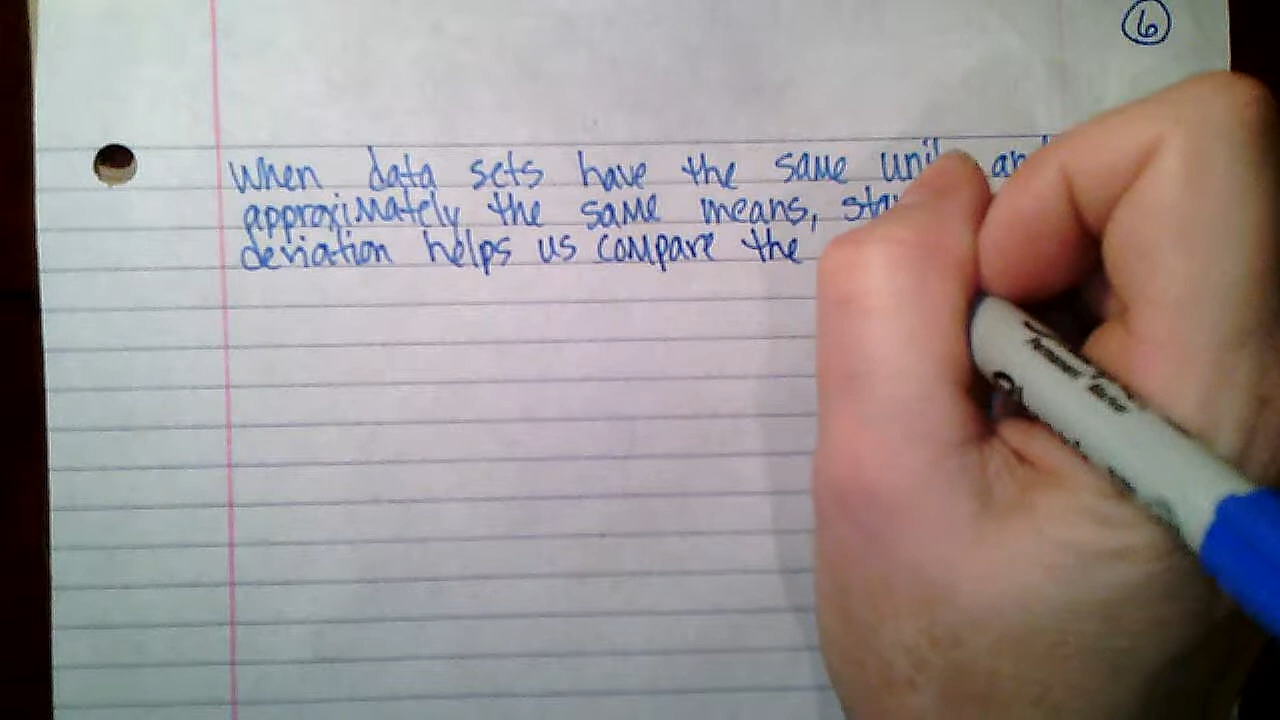 6
When data sets have the same
approximately the same means,
deviation helps us compare the